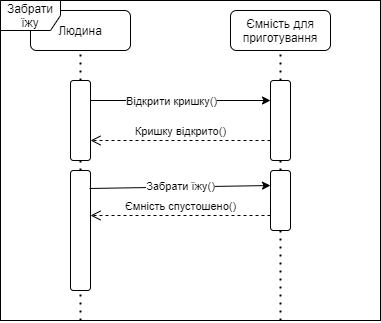 Забрати
їжу
Людина
Ємність для
приготування
Відкрити кришку()
Кришку відкрито()
Забрати їжу()
Ємність спустошено()